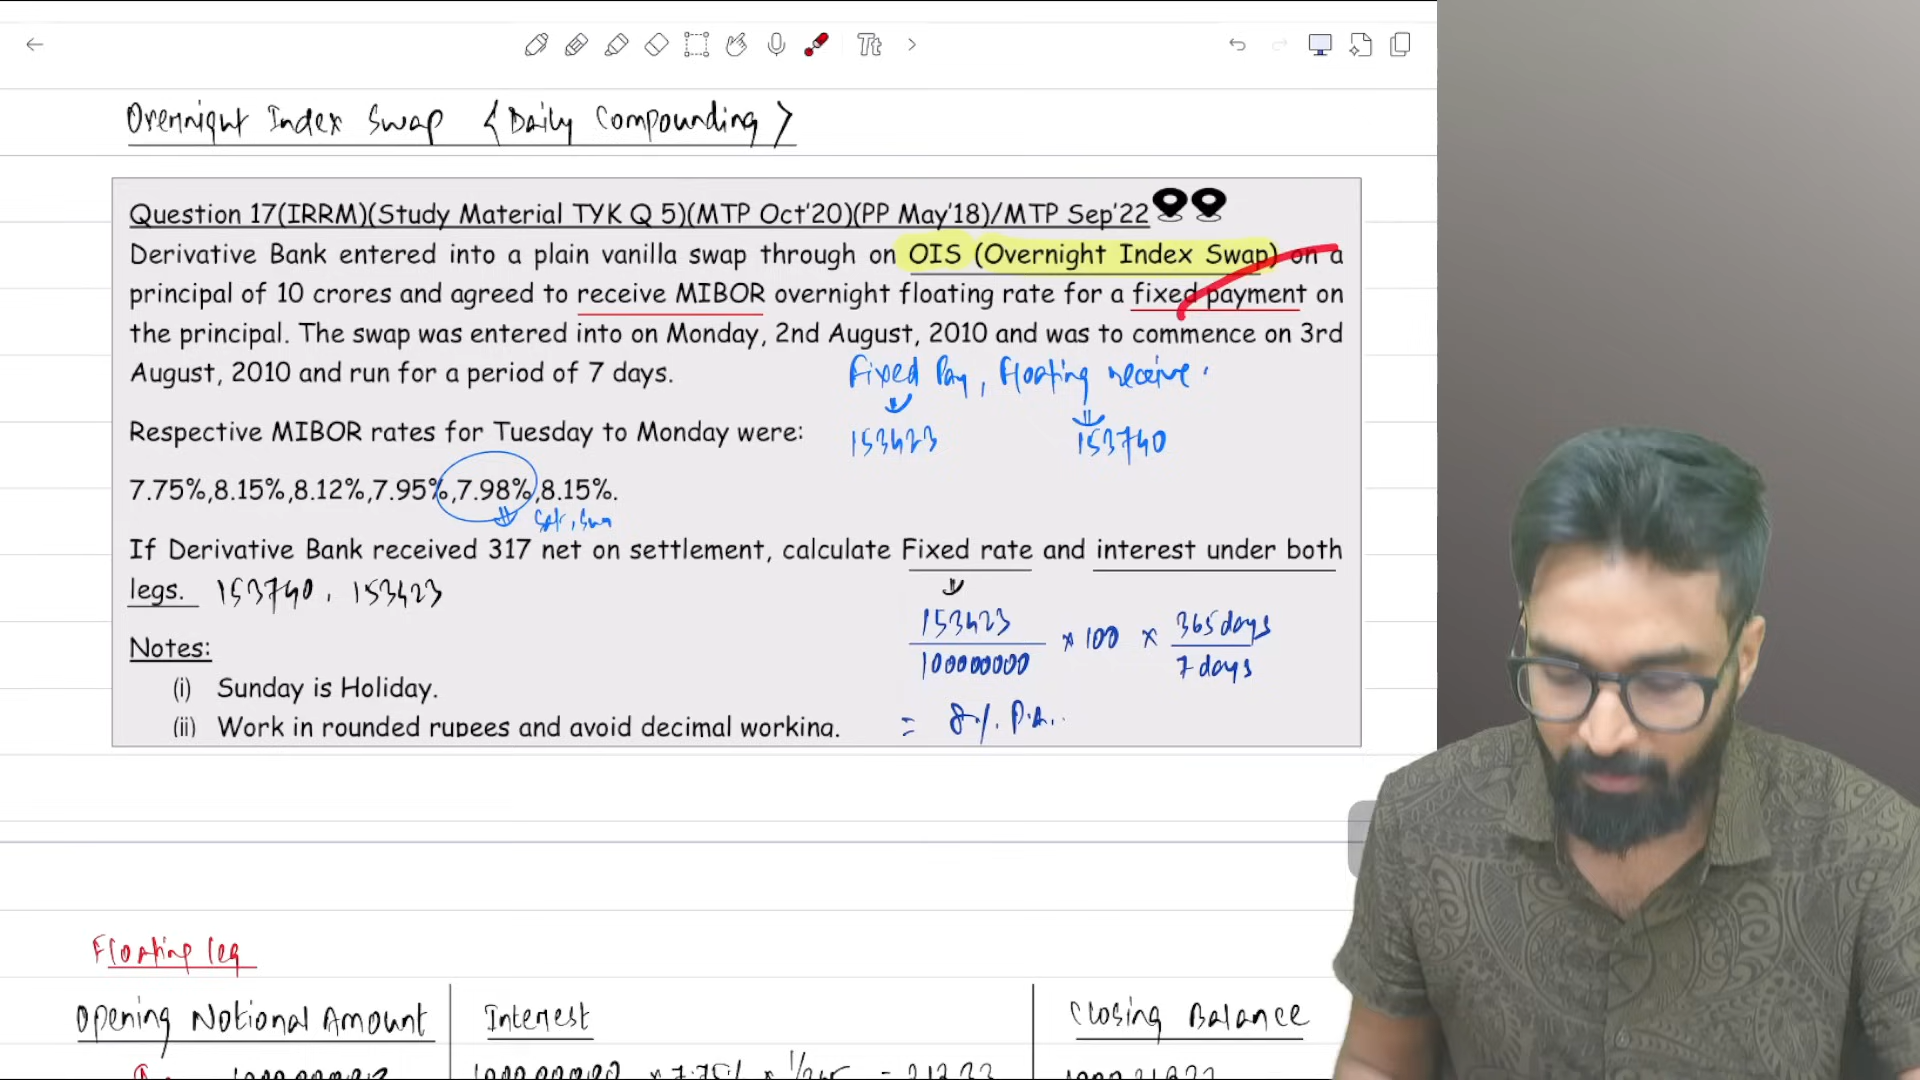 Tt
Overnight Index Swap <Daily Compounding>
Question 17(IRRM)(Study Material TYK Q 5)(MTP Oct'20)(PP May'18)/MTP Sep'22
Derivative Bank entered into a plain vanilla swap through on OIS (Overnight Index Swap) on a
principal of 10 crores and agreed to receive MIBOR overnight floating rate for a fixed payment on
the principal. The swap was entered into on Monday, 2nd August, 2010 and was to commence on 3rd
August, 2010 and run for a period of 7 days.
Fixed Pay, Floating receive.
153423 153740
Respective MIBOR rates for Tuesday to Monday were:
7.75%,8.15%,8.12%,7.95%,7.98%,8.15%.
Sat, Sun
If Derivative Bank received 317 net on settlement, calculate Fixed rate and interest under both
legs. 153740, 153423
153423 × 100 × 365 days
100000000 7 days
= 8% P.A..
Notes:
(i) Sunday is Holiday.
(ii) Work in rounded rupees and avoid decimal working.
Floating leg
Opening Notional Amount Interest Closing Balance